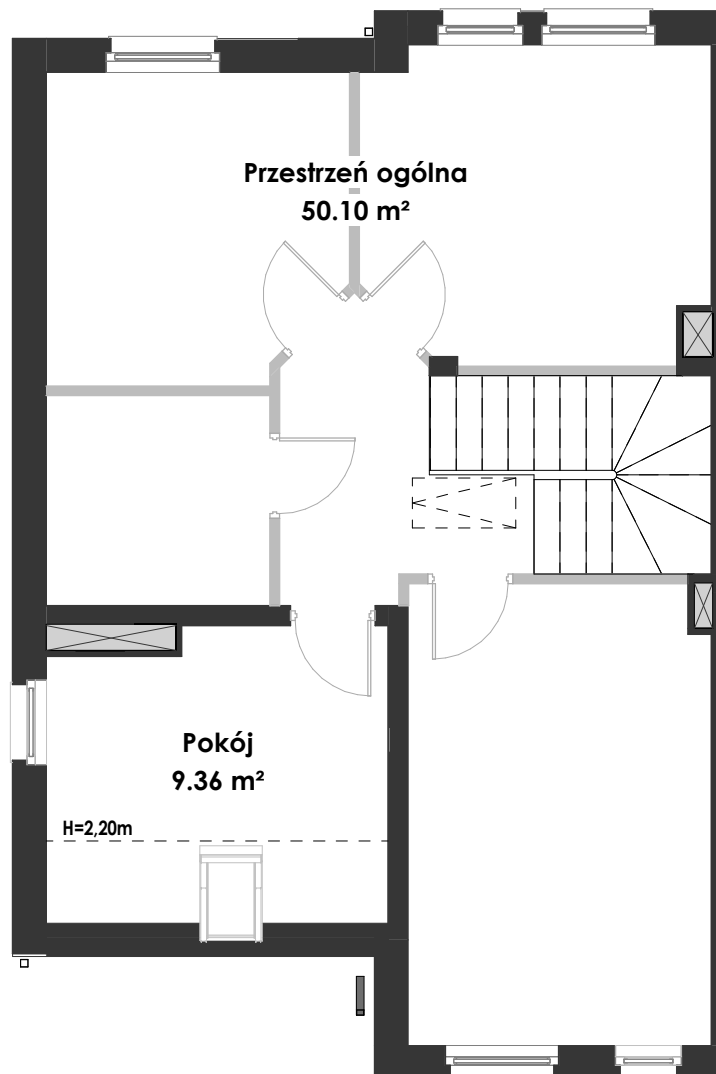 Przestrzeń ogólna
50.10 m²
Pokój
9.36 m²
H=2,20m